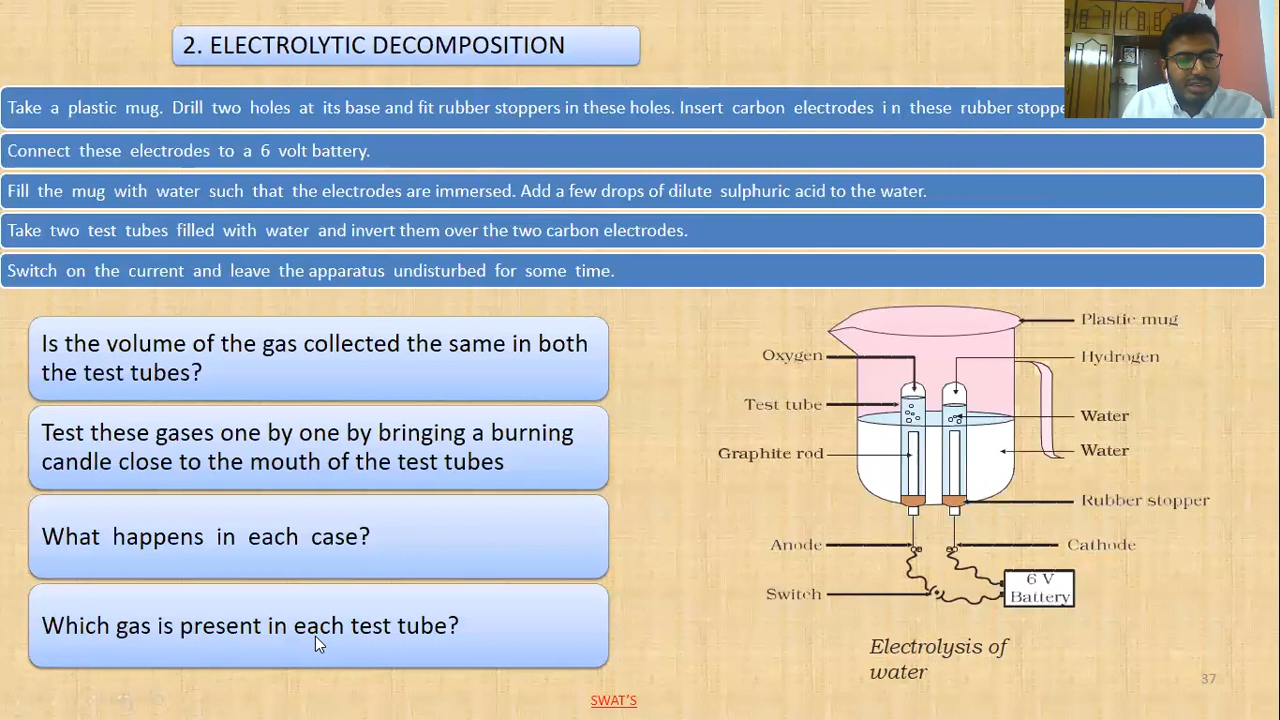 2. ELECTROLYTIC DECOMPOSITION
Take a plastic mug. Drill two holes at its base and fit rubber stoppers in these holes. Insert carbon electrodes i n these rubber
Connect these electrodes to a 6 volt battery.
Fill the mug with water such that the electrodes are immersed. Add a few drops of dilute sulphuric acid to the water.
Take two test tubes filled with water and invert them over the two carbon electrodes.
Switch on the current and leave the apparatus undisturbed for some time.
Is the volume of the gas collected the same in both
the test tubes?
Test these gases one by one by bringing a burning
candle close to the mouth of the test tubes
What happens in each case?
Which gas is present in each test tube?
Plastic mug
Oxygen
Hydrogen
Test tube
Water
Graphite rod
Water
Rubber stopper
Anode
Cathode
6 V
Battery
Switch
Electrolysis of
water
37
SWAT'S